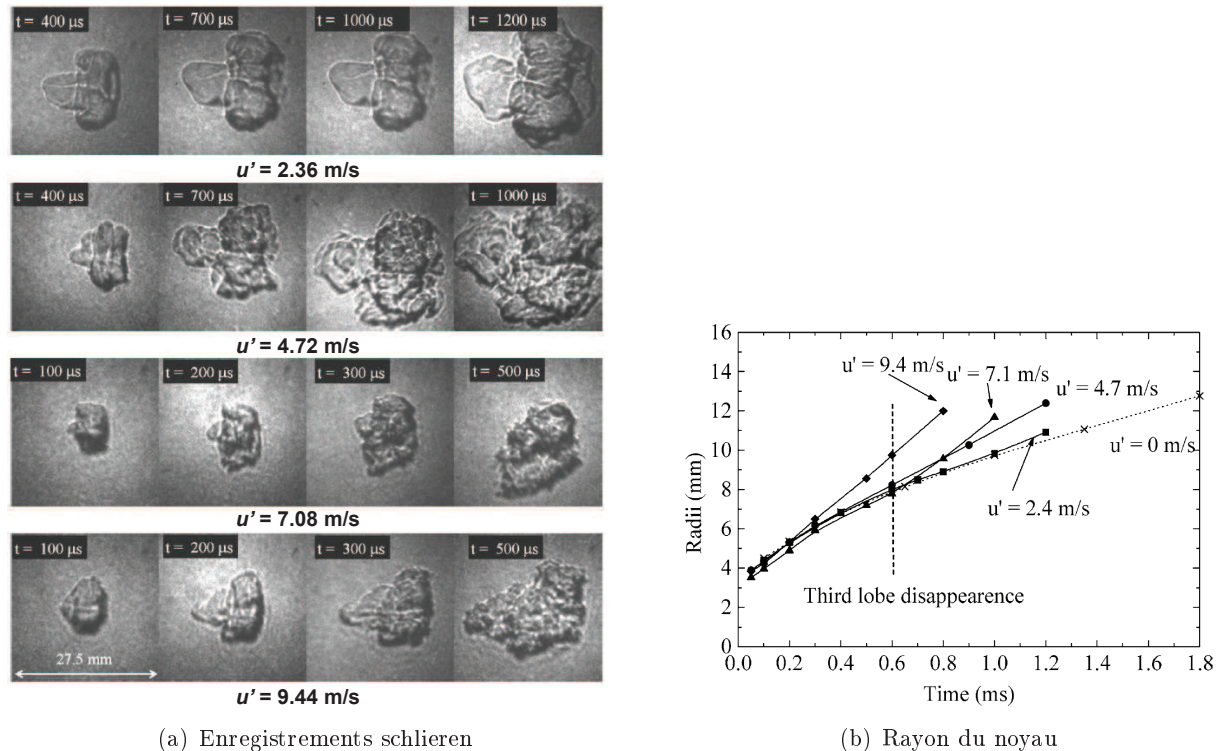 t = 400 µs t = 700 µs t = 1000 µs t = 1200 µs
u' = 2.36 m/s
t = 400 µs t = 700 µs t = 1000 µs
u' = 4.72 m/s
t = 100 µs t = 200 µs t = 300 µs t = 500 µs
u' = 7.08 m/s
t = 100 µs t = 200 µs t = 300 µs t = 500 µs
27.5 mm
u' = 9.44 m/s
(a) Enregistrements schlieren
16
14
12
10
8
6
4
2
0
Radii (mm)
u' = 9.4 m/s
u' = 7.1 m/s
u' = 4.7 m/s
u' = 0 m/s
u' = 2.4 m/s
Third lobe disappearence
0.0 0.2 0.4 0.6 0.8 1.0 1.2 1.4 1.6 1.8
Time (ms)
(b) Rayon du noyau